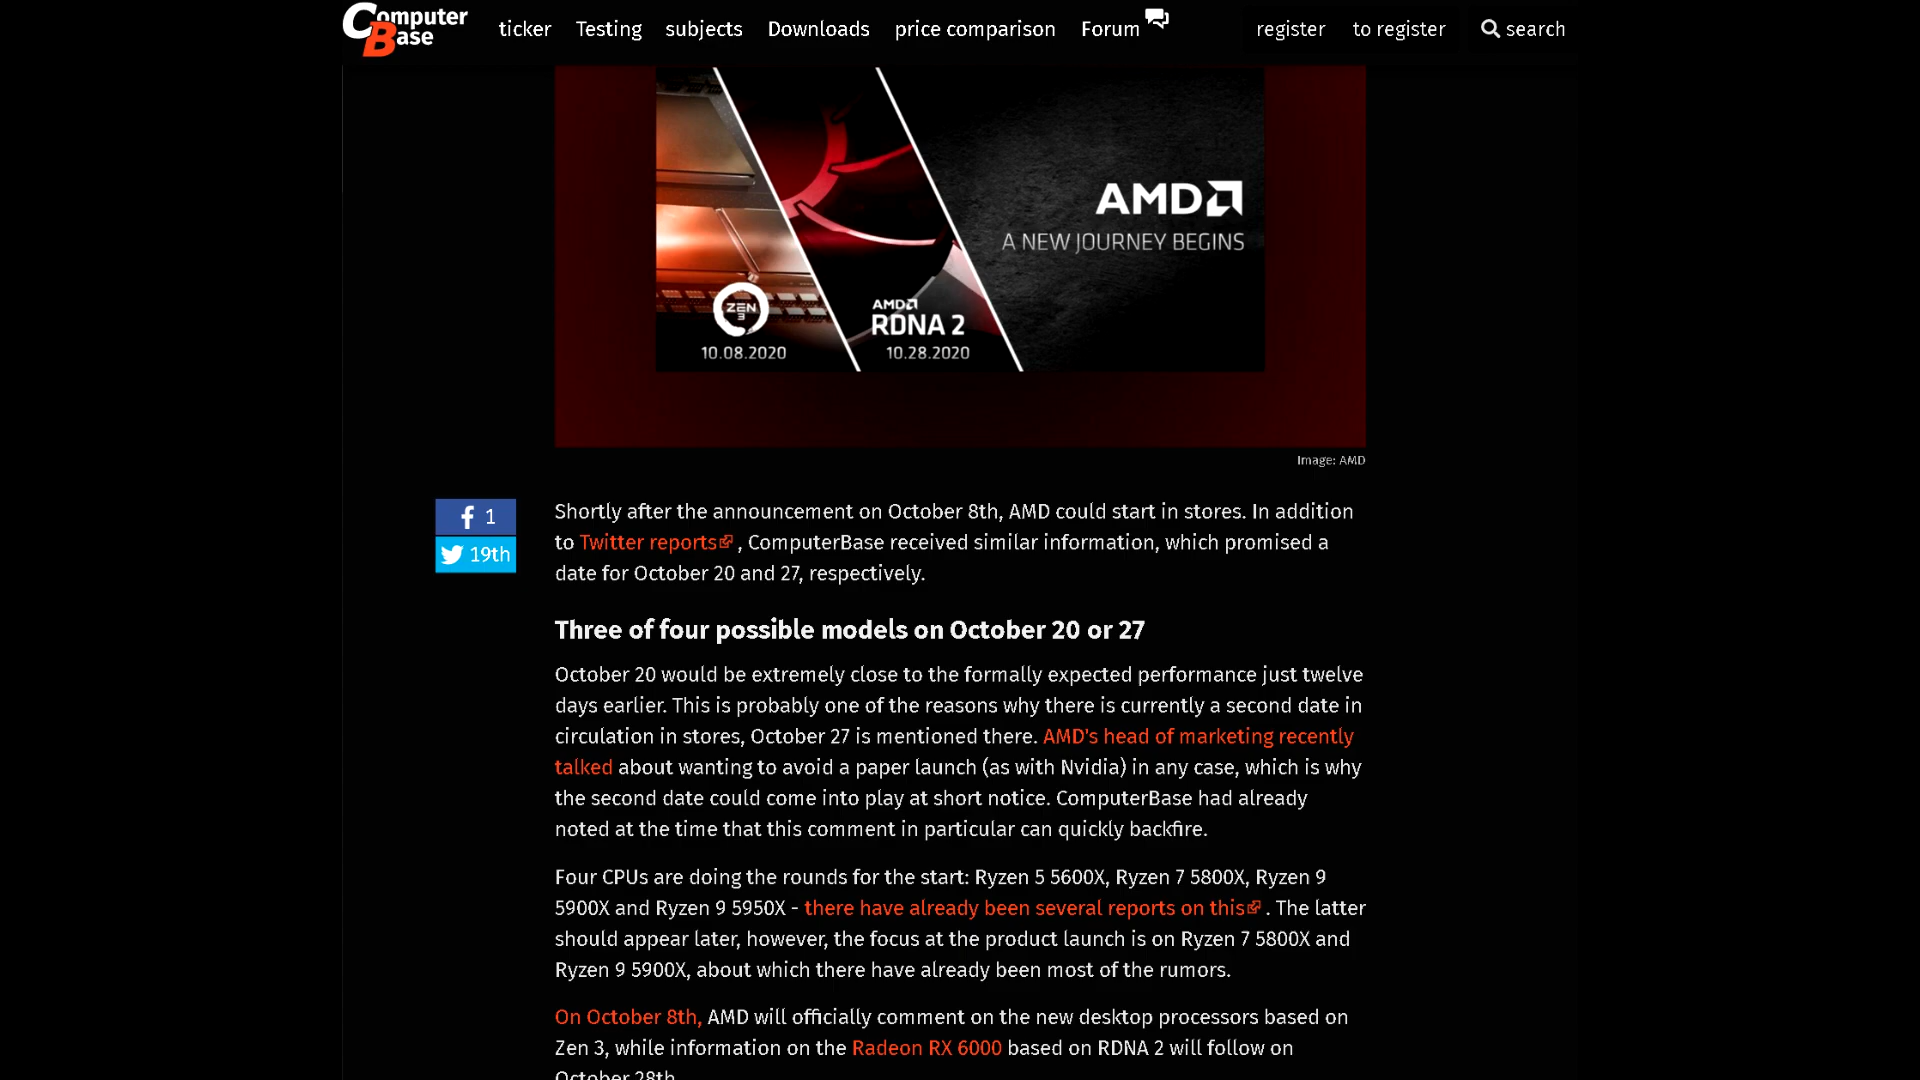 Computer Base
ticker Testing subjects Downloads price comparison Forum register to register search
AMD
A NEW JOURNEY BEGINS
ZEN 3
10.08.2020
AMD
RDNA 2
10.28.2020
Image: AMD
1
19th
Shortly after the announcement on October 8th, AMD could start in stores. In addition
to Twitter reports , ComputerBase received similar information, which promised a
date for October 20 and 27, respectively.
Three of four possible models on October 20 or 27
October 20 would be extremely close to the formally expected performance just twelve
days earlier. This is probably one of the reasons why there is currently a second date in
circulation in stores, October 27 is mentioned there. AMD's head of marketing recently
talked about wanting to avoid a paper launch (as with Nvidia) in any case, which is why
the second date could come into play at short notice. ComputerBase had already
noted at the time that this comment in particular can quickly backfire.
Four CPUs are doing the rounds for the start: Ryzen 5 5600X, Ryzen 7 5800X, Ryzen 9
5900X and Ryzen 9 5950X - there have already been several reports on this . The latter
should appear later, however, the focus at the product launch is on Ryzen 7 5800X and
Ryzen 9 5900X, about which there have already been most of the rumors.
On October 8th, AMD will officially comment on the new desktop processors based on
Zen 3, while information on the Radeon RX 6000 based on RDNA 2 will follow on
October 28th.